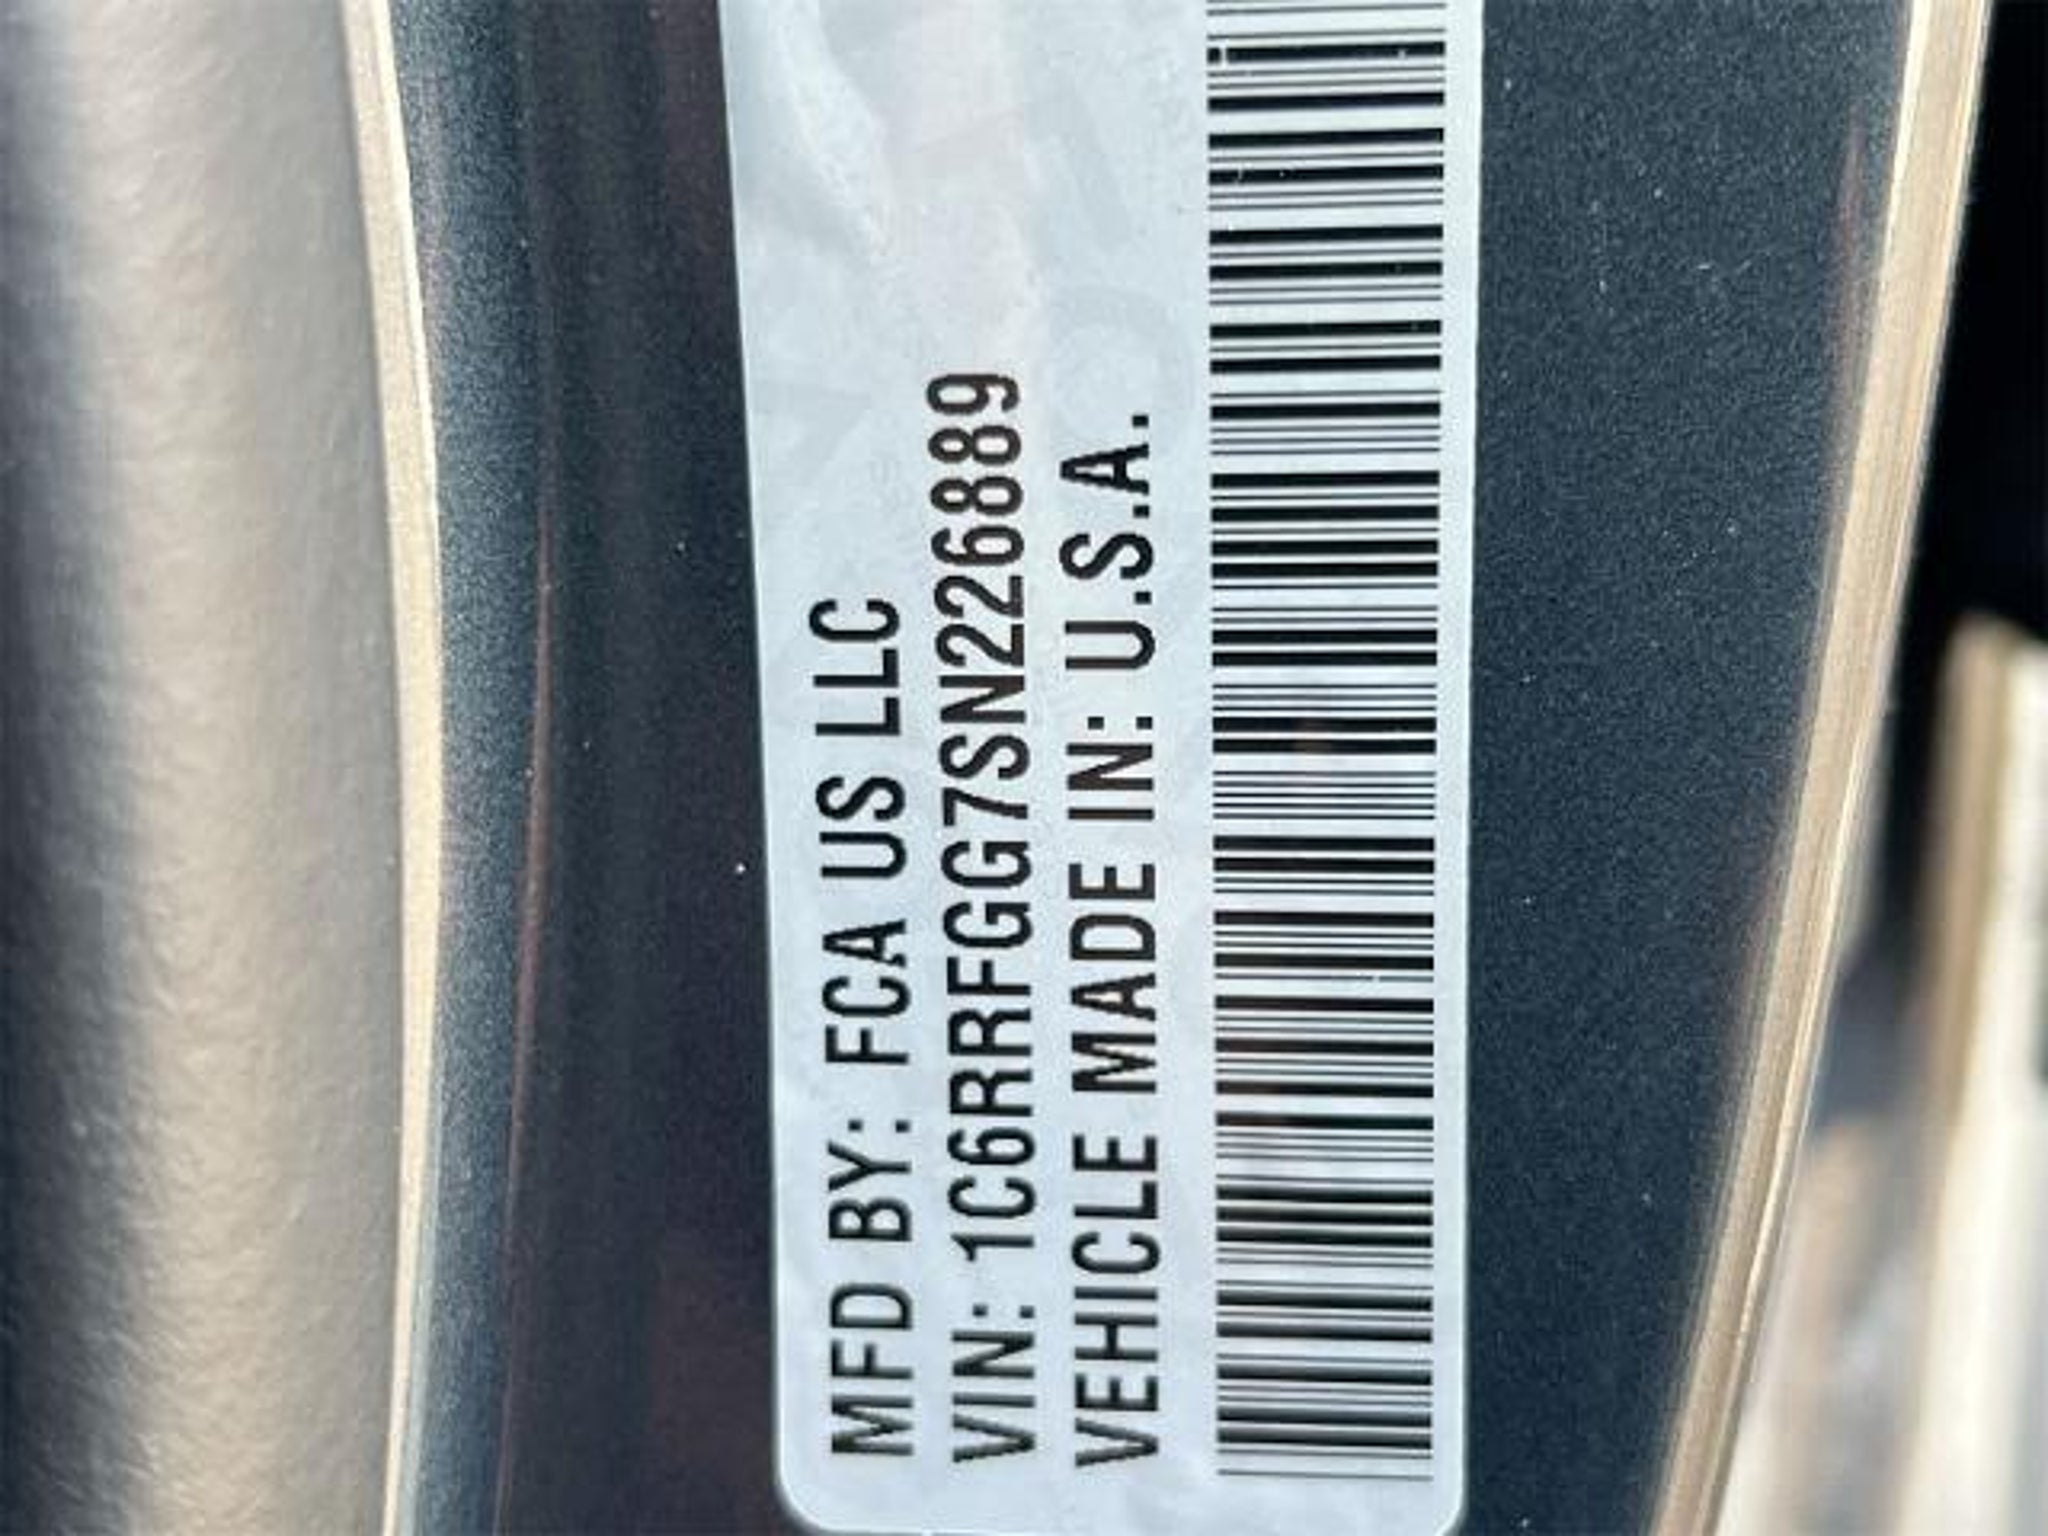 MFD BY: FCA US LLC
VIN: 1C6RRFGG7SN226889
VEHICLE MADE IN: U.S.A.